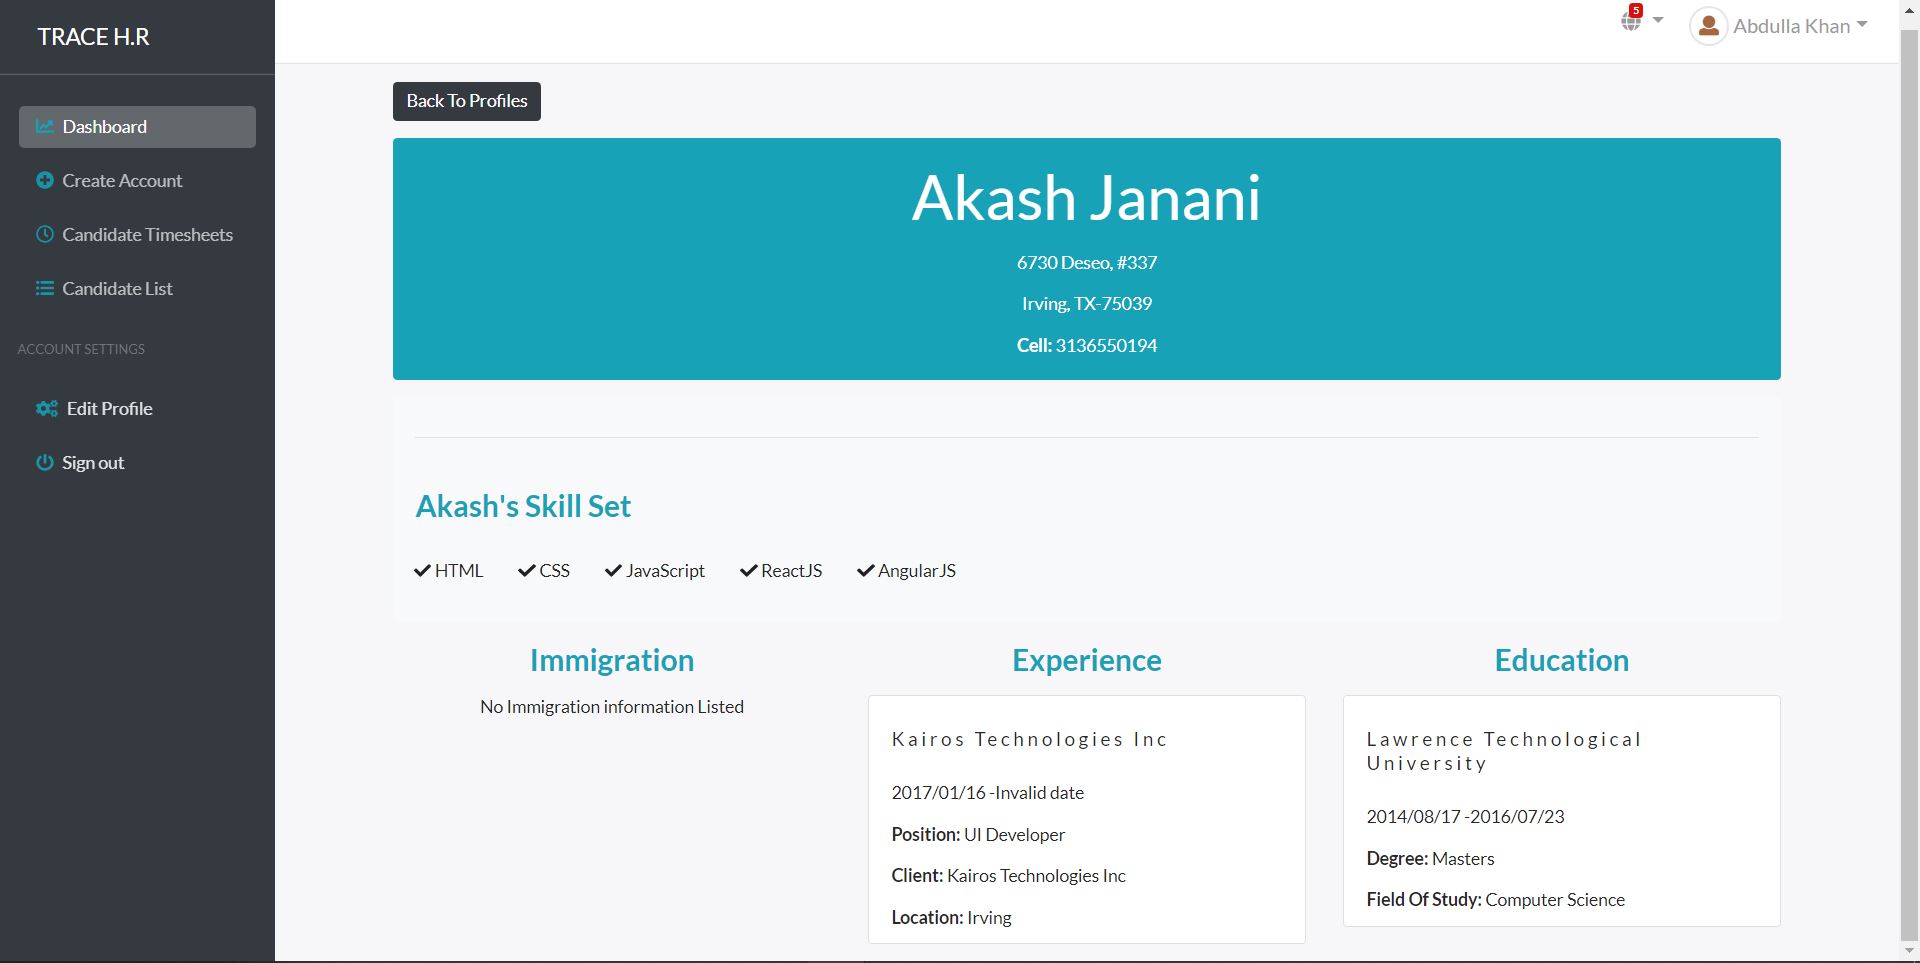 TRACE H.R
Dashboard
Create Account
Candidate Timesheets
Candidate List
ACCOUNT SETTINGS
Edit Profile
Sign out
5
Abdulla Khan
Back To Profiles
Akash Janani
6730 Deseo, #337
Irving, TX-75039
Cell: 3136550194
Akash's Skill Set
HTML CSS JavaScript ReactJS AngularJS
Immigration
No Immigration information Listed
Experience
Kairos Technologies Inc
2017/01/16 -Invalid date
Position: UI Developer
Client: Kairos Technologies Inc
Location: Irving
Education
Lawrence Technological
University
2014/08/17 -2016/07/23
Degree: Masters
Field Of Study: Computer Science